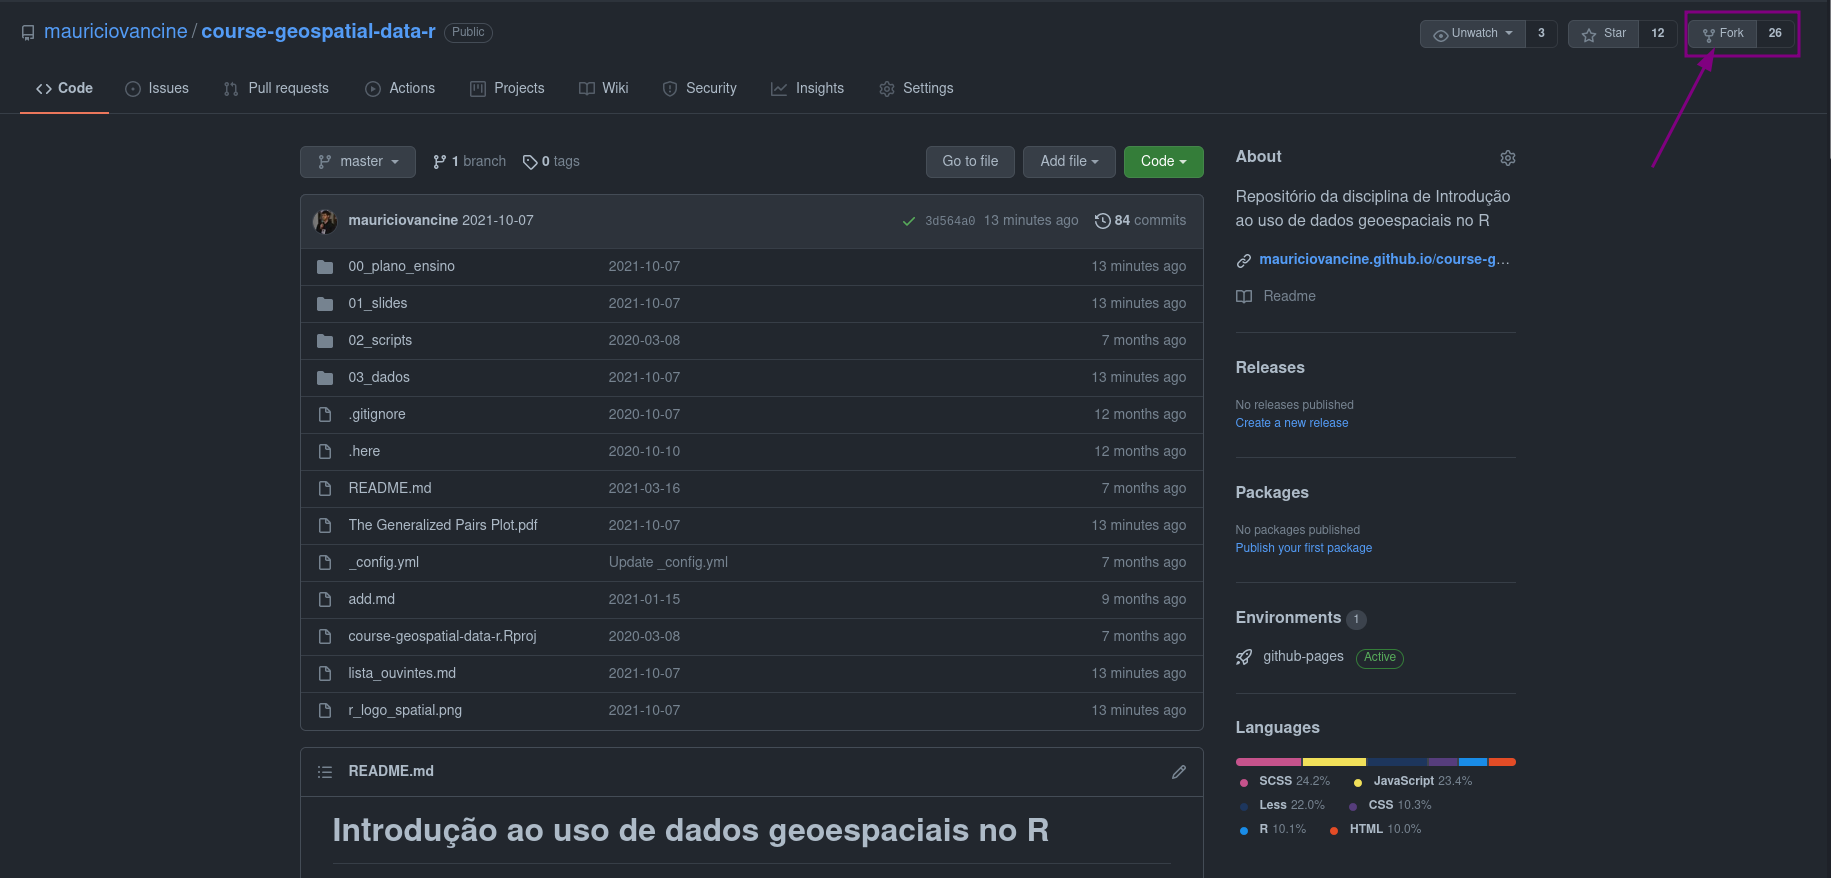 mauriciovancine / course-geospatial-data-r Public
Unwatch 3 Star 12 Fork 26
Code Issues Pull requests Actions Projects Wiki Security Insights Settings
master 1 branch 0 tags Go to file Add file Code
mauriciovancine 2021-10-07 3d564a0 13 minutes ago 84 commits
00_plano_ensino 2021-10-07 13 minutes ago
01_slides 2021-10-07 13 minutes ago
02_scripts 2020-03-08 7 months ago
03_dados 2021-10-07 13 minutes ago
.gitignore 2020-10-07 12 months ago
.here 2020-10-10 12 months ago
README.md 2021-03-16 7 months ago
The Generalized Pairs Plot.pdf 2021-10-07 13 minutes ago
_config.yml Update _config.yml 7 months ago
add.md 2021-01-15 9 months ago
course-geospatial-data-r.Rproj 2020-03-08 7 months ago
lista_ouvintes.md 2021-10-07 13 minutes ago
r_logo_spatial.png 2021-10-07 13 minutes ago
README.md
Introdução ao uso de dados geoespaciais no R
About
Repositório da disciplina de Introdução
ao uso de dados geoespaciais no R
mauriciovancine.github.io/course-g...
Readme
Releases
No releases published
Create a new release
Packages
No packages published
Publish your first package
Environments 1
github-pages Active
Languages
SCSS 24.2% JavaScript 23.4%
Less 22.0% CSS 10.3%
R 10.1% HTML 10.0%